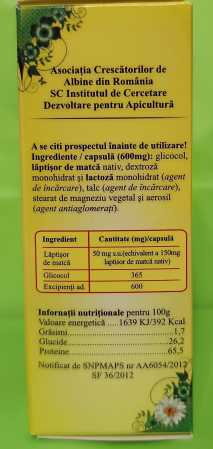 Asociația Crescătorilor de
Albine din România
SC Institutul de Cercetare
Dezvoltare pentru Apicultură
A se citi prospectul înainte de utilizare!
Ingrediente / capsulă (600mg): glicocol,
lăptișor de matcă nativ, dextroză
monohidrat și lactoză monohidrat (agent
de încărcare), talc (agent de încărcare),
stearat de magneziu vegetal și aerosil
(agent antiaglomerați).
Ingredient Cantitate (mg)/capsulă
Lăptișor de matcă 50 mg s.u(echivalent a 150mg
laptisor de matcă nativ)
Glicocol 365
Excipienți ad. 600
Infornații nutriționale pentru 100g
Valoare energetică .....1639 KJ/392 Kcal
Grăsimi...1,7
Glucide...26,2
Proteine...65,5
Notificat de SNPMAPS nr AA6054/2012
SF 36/2012